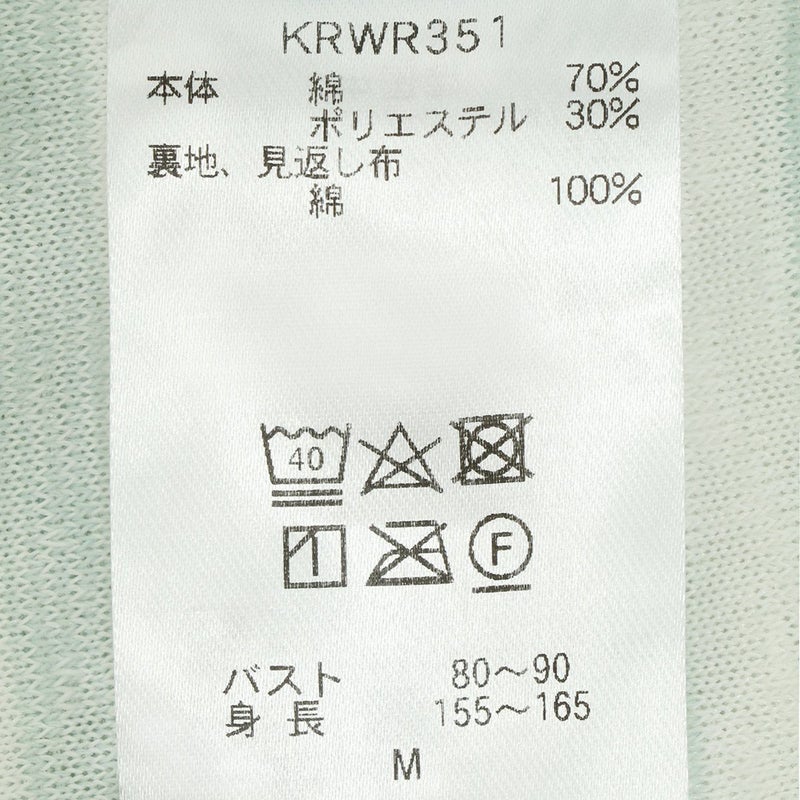 KRWR351
本体 綿 70%
ポリエステル 30%
裏地、見返し布
綿 100%
40
F
バスト 80～90
身長 155～165
M